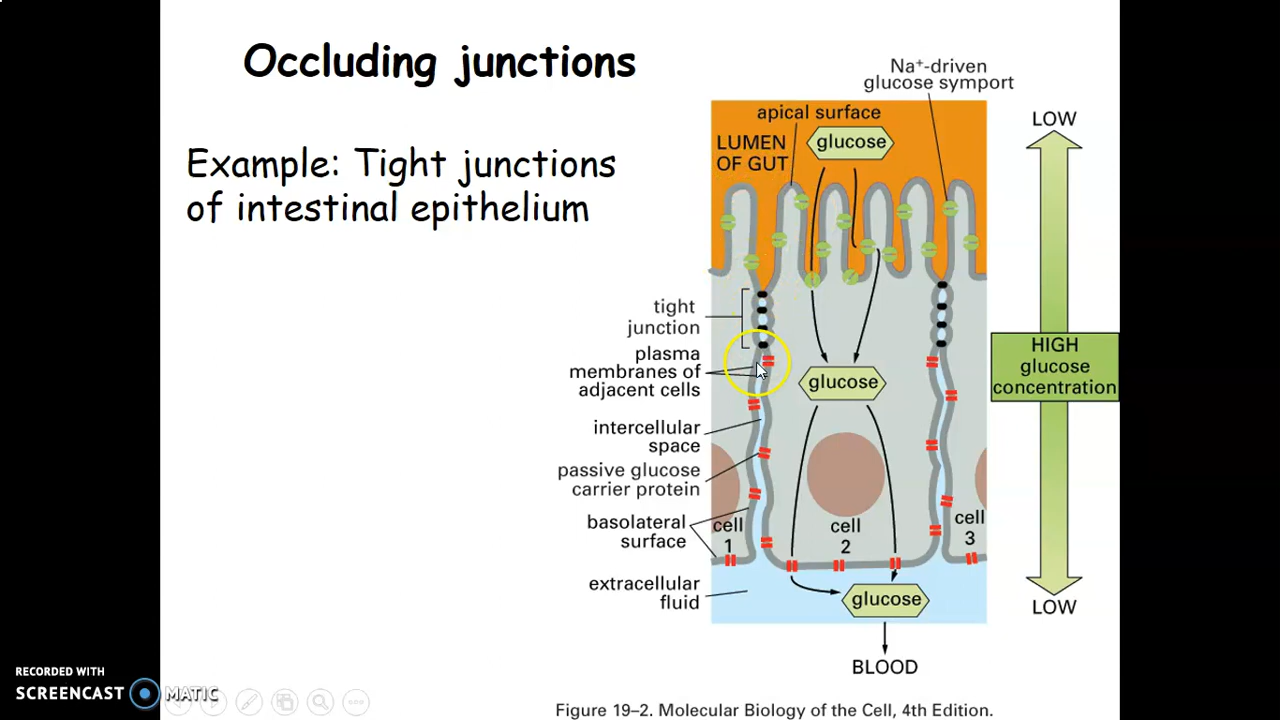 Occluding junctions
Example: Tight junctions
of intestinal epithelium
Na⁺-driven
glucose symport
apical surface
LUMEN
OF GUT
glucose
LOW
tight
junction
plasma
membranes of
adjacent cells
glucose
HIGH
glucose
concentration
intercellular
space
passive glucose
carrier protein
basolateral
surface
cell
1
cell
2
cell
3
extracellular
fluid
glucose
LOW
BLOOD
RECORDED WITH
SCREENCAST MATIC
Figure 19–2. Molecular Biology of the Cell, 4th Edition.